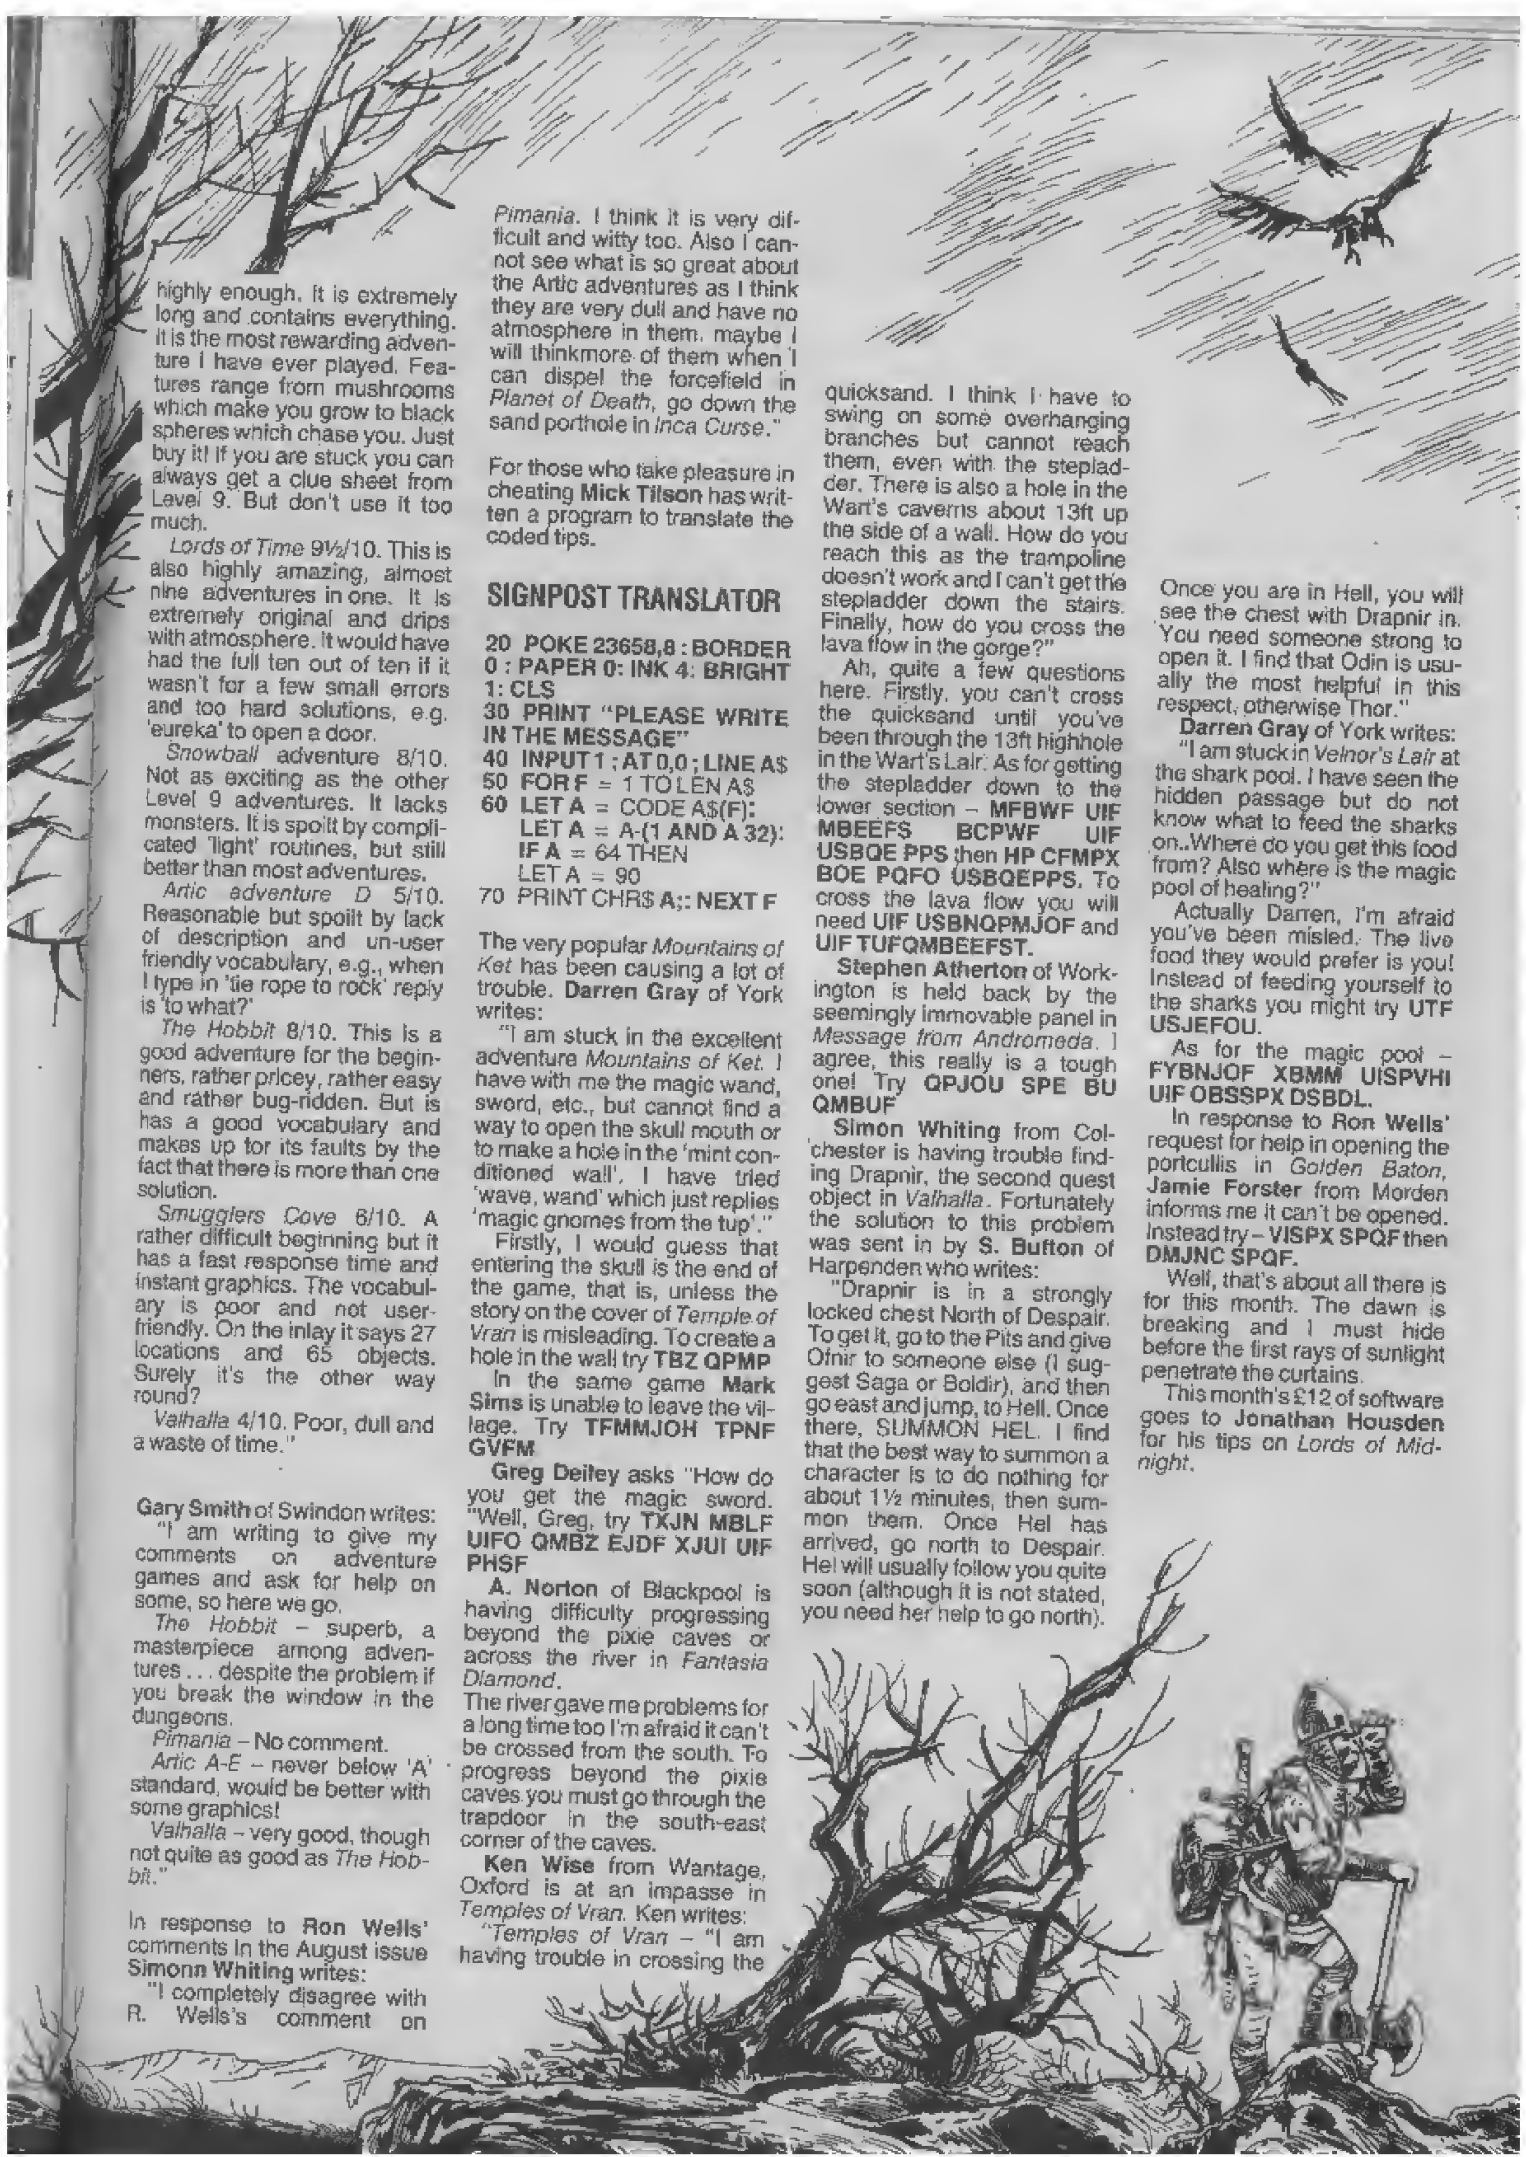 highly enough. it is extremely
long and contains everything.
It is the most rewarding adven-
ture I have ever played. Fea-
tures range from mushrooms
which make you grow to black
spheres which chase you. Just
buy it! If you are stuck you can
always get a clue sheet from
Level 9. But don't use it too
much.
Lords of Time 9½/10. This is
also highly amazing, almost
nine adventures in one. It is
extremely original and drips
with atmosphere. It would have
had the full ten out of ten if it
wasn't for a few small errors
and too hard solutions, e.g.
'eureka' to open a door.
Snowball adventure 8/10.
Not as exciting as the other
Level 9 adventures. It lacks
monsters. It is spoilt by compli-
cated 'light' routines, but still
better than most adventures.
Artic adventure D 5/10.
Reasonable but spoilt by lack
of description and un-user
friendly vocabulary, e.g., when
I type in 'tie rope to rock' reply
is 'to what?'
The Hobbit 8/10. This is a
good adventure for the begin-
ners, rather pricey, rather easy
and rather bug-ridden. But is
has a good vocabulary and
makes up for its faults by the
fact that there is more than one
solution.
Smugglers Cove 6/10. A
rather difficult beginning but it
has a fast response time and
instant graphics. The vocabul-
ary is poor and not user-
friendly. On the inlay it says 27
locations and 65 objects.
Surely it's the other way
round?
Valhalla 4/10. Poor, dull and
a waste of time."
Gary Smith of Swindon writes:
"I am writing to give my
comments on adventure
games and ask for help on
some, so here we go.
The Hobbit – superb, a
masterpiece among adven-
tures ... despite the problem if
you break the window in the
dungeons.
Pimania – No comment.
Artic A-E – never below 'A'
standard, would be better with
some graphics!
Valhalla – very good, though
not quite as good as The Hob-
bit."
In response to Ron Wells'
comments in the August issue
Simonn Whiting writes:
"I completely disagree with
R. Wells's comment on
Pimania. I think it is very dif-
ficult and witty too. Also I can-
not see what is so great about
the Artic adventures as I think
they are very dull and have no
atmosphere in them. maybe I
will thinkmore of them when I
can dispel the forcefield in
Planet of Death, go down the
sand porthole in Inca Curse."
For those who take pleasure in
cheating Mick Tilson has writ-
ten a program to translate the
coded tips.
SIGNPOST TRANSLATOR
20 POKE 23658,8 : BORDER
0 : PAPER 0: INK 4: BRIGHT
1: CLS
30 PRINT "PLEASE WRITE
IN THE MESSAGE"
40 INPUT 1 ; AT 0,0 ; LINE A$
50 FOR F = 1 TO LEN A$
60 LET A = CODE A$(F):
LET A = A-(1 AND A 32):
IF A = 64 THEN
LET A = 90
70 PRINT CHR$ A;: NEXT F
The very popular Mountains of
Ket has been causing a lot of
trouble. Darren Gray of York
writes:
"I am stuck in the excellent
adventure Mountains of Ket. I
have with me the magic wand,
sword, etc., but cannot find a
way to open the skull mouth or
to make a hole in the 'mint con-
ditioned wall'. I have tried
'wave, wand' which just replies
'magic gnomes from the tup'."
Firstly, I would guess that
entering the skull is the end of
the game, that is, unless the
story on the cover of Temple of
Vran is misleading. To create a
hole in the wall try TBZ QPMP
In the same game Mark
Sims is unable to leave the vil-
lage. Try TFMMJOH TPNF
GVFM
Greg Deiley asks "How do
you get the magic sword.
"Well, Greg, try TXJN MBLF
UIFO QMBZ EJDF XJUI UIF
PHSF
A. Norton of Blackpool is
having difficulty progressing
beyond the pixie caves or
across the river in Fantasia
Diamond.
The river gave me problems for
a long time too I'm afraid it can't
be crossed from the south. To
progress beyond the pixie
caves you must go through the
trapdoor in the south-east
corner of the caves.
Ken Wise from Wantage,
Oxford is at an impasse in
Temples of Vran. Ken writes:
"Temples of Vran – "I am
having trouble in crossing the
quicksand. I think I have to
swing on some overhanging
branches but cannot reach
them, even with the steplad-
der. There is also a hole in the
Wart's caverns about 13ft up
the side of a wall. How do you
reach this as the trampoline
doesn't work and I can't get the
stepladder down the stairs.
Finally, how do you cross the
lava flow in the gorge?"
Ah, quite a few questions
here. Firstly, you can't cross
the quicksand until you've
been through the 13ft highhole
in the Wart's Lair. As for getting
the stepladder down to the
lower section – MFBWF UIF
MBEEFS BCPWF UIF
USBQE PPS then HP CFMPX
BOE PQFO USBQEPPS. To
cross the lava flow you will
need UIF USBNQPMJOF and
UIF TUFQMBEEFST.
Stephen Atherton of Work-
ington is held back by the
seemingly immovable panel in
Message from Andromeda. I
agree, this really is a tough
one! Try QPJOU SPE BU
QMBUF
Simon Whiting from Col-
chester is having trouble find-
ing Drapnir, the second quest
object in Valhalla. Fortunately
the solution to this problem
was sent in by S. Bufton of
Harpenden who writes:
"Drapnir is in a strongly
locked chest North of Despair.
To get it, go to the Pits and give
Ofnir to someone else (I sug-
gest Saga or Boldir), and then
go east and jump, to Hell. Once
there, SUMMON HEL. I find
that the best way to summon a
character is to do nothing for
about 1½ minutes, then sum-
mon them. Once Hel has
arrived, go north to Despair.
Hel will usually follow you quite
soon (although it is not stated,
you need her help to go north).
Once you are in Hell, you will
see the chest with Drapnir in.
You need someone strong to
open it. I find that Odin is usu-
ally the most helpful in this
respect, otherwise Thor."
Darren Gray of York writes:
"I am stuck in Velnor's Lair at
the shark pool. I have seen the
hidden passage but do not
know what to feed the sharks
on..Where do you get this food
from? Also where is the magic
pool of healing?"
Actually Darren, I'm afraid
you've been misled. The live
food they would prefer is you!
Instead of feeding yourself to
the sharks you might try UTF
USJEFOU.
As for the magic pool –
FYBNJOF XBMM UISPVHI
UIF OBSSPX DSBDL.
In response to Ron Wells'
request for help in opening the
portcullis in Golden Baton,
Jamie Forster from Morden
informs me it can't be opened.
Instead try – VISPX SPQF then
DMJNC SPQF.
Well, that's about all there is
for this month. The dawn is
breaking and I must hide
before the first rays of sunlight
penetrate the curtains.
This month's £12 of software
goes to Jonathan Housden
for his tips on Lords of Mid-
night.